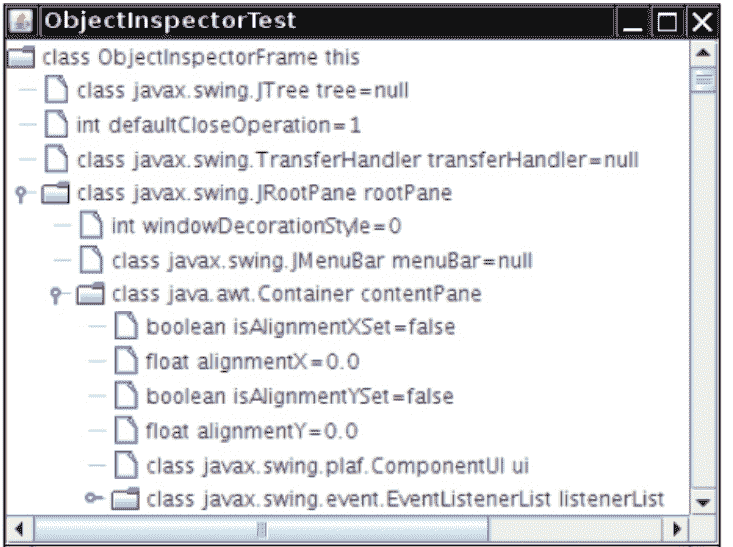 ObjectInspectorTest
class ObjectInspectorFrame this
class javax.swing.JTree tree=null
int defaultCloseOperation=1
class javax.swing.TransferHandler transferHandler=null
class javax.swing.JRootPane rootPane
int windowDecorationStyle=0
class javax.swing.JMenuBar menuBar=null
class java.awt.Container contentPane
boolean isAlignmentXSet=false
float alignmentX=0.0
boolean isAlignmentYSet=false
float alignmentY=0.0
class javax.swing.plaf.ComponentUI ui
class javax.swing.event.EventListenerList listenerList